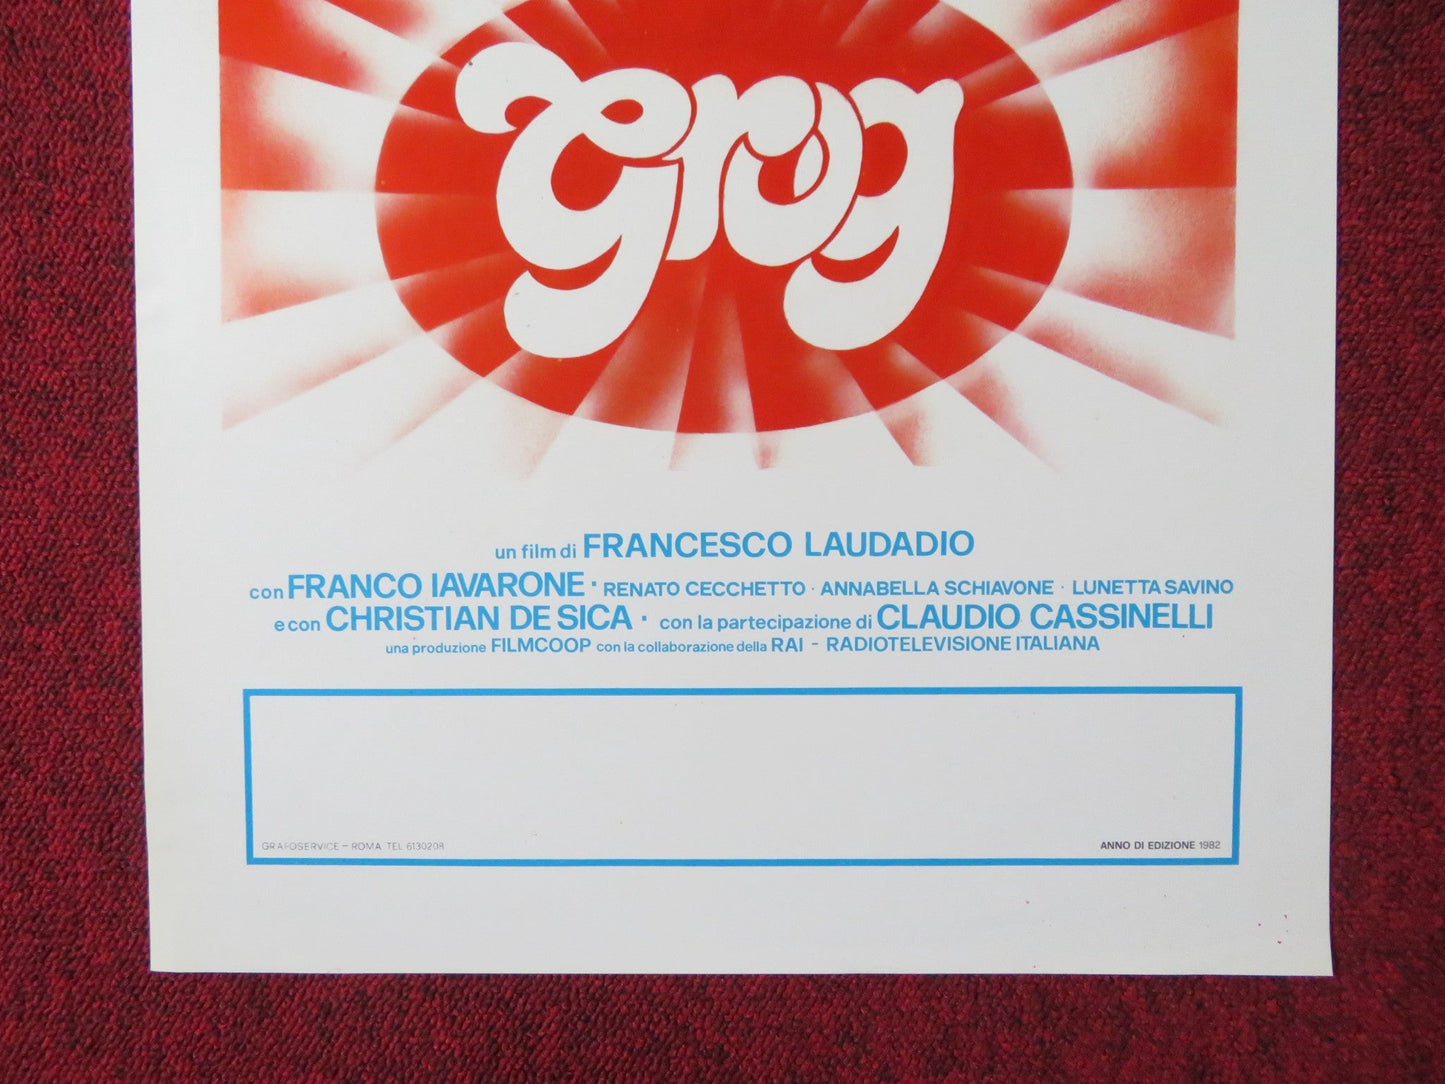 Grog
un film di FRANCESCO LAUDADIO
con FRANCO IAVARONE · RENATO CECCHETTO · ANNABELLA SCHIAVONE · LUNETTA SAVINO
e con CHRISTIAN DE SICA · con la partecipazione di CLAUDIO CASSINELLI
una produzione FILMCOOP con la collaborazione della RAI - RADIOTELEVISIONE ITALIANA
GRAFOSERVICE - ROMA TEL 6130208
ANNO DI EDIZIONE 1982